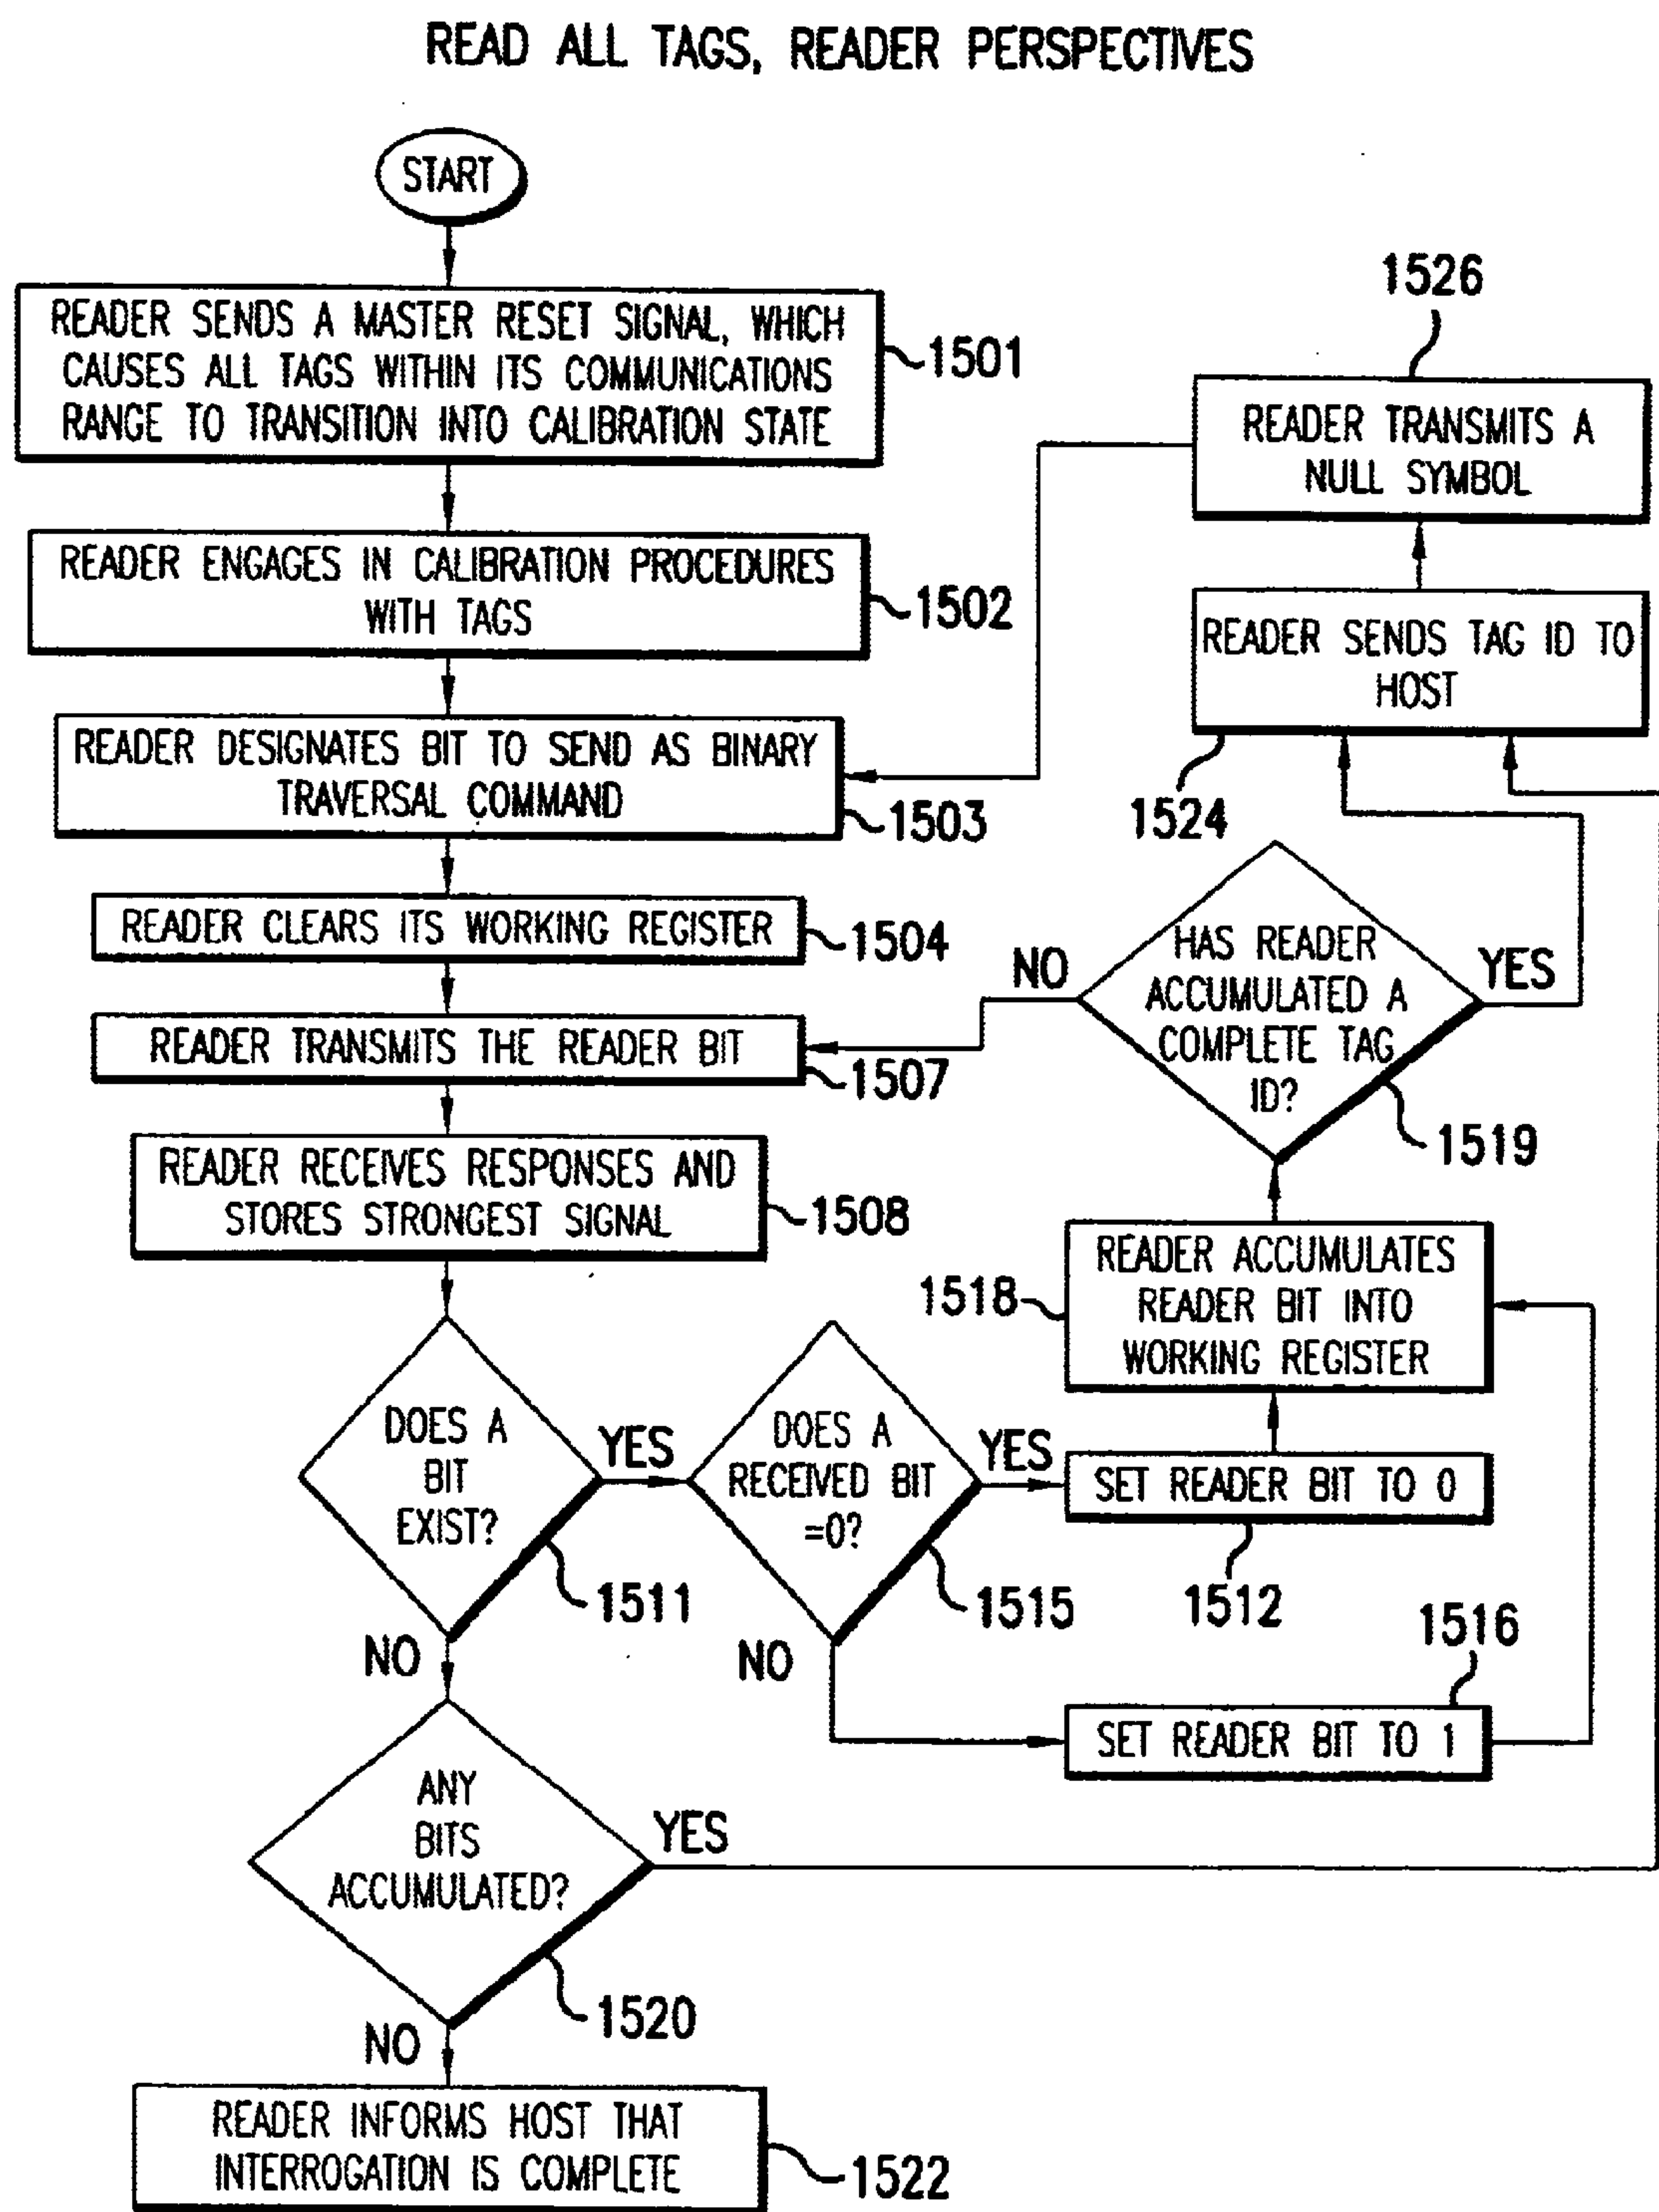 READ ALL TAGS, READER PERSPECTIVES
START
READER SENDS A MASTER RESET SIGNAL, WHICH
CAUSES ALL TAGS WITHIN ITS COMMUNICATIONS
RANGE TO TRANSITION INTO CALIBRATION STATE
1501
READER ENGAGES IN CALIBRATION PROCEDURES
WITH TAGS
1502
READER DESIGNATES BIT TO SEND AS BINARY
TRAVERSAL COMMAND
1503
READER CLEARS ITS WORKING REGISTER
1504
READER TRANSMITS THE READER BIT
1507
READER RECEIVES RESPONSES AND
STORES STRONGEST SIGNAL
1508
DOES A
BIT
EXIST?
1511
YES
NO
DOES A
RECEIVED BIT
=0?
1515
YES
NO
SET READER BIT TO 0
1512
1516
SET READER BIT TO 1
1518
READER ACCUMULATES
READER BIT INTO
WORKING REGISTER
HAS READER
ACCUMULATED A
COMPLETE TAG
ID?
1519
NO
YES
READER SENDS TAG ID TO
HOST
1524
1526
READER TRANSMITS A
NULL SYMBOL
ANY
BITS
ACCUMULATED?
1520
YES
NO
READER INFORMS HOST THAT
INTERROGATION IS COMPLETE
1522